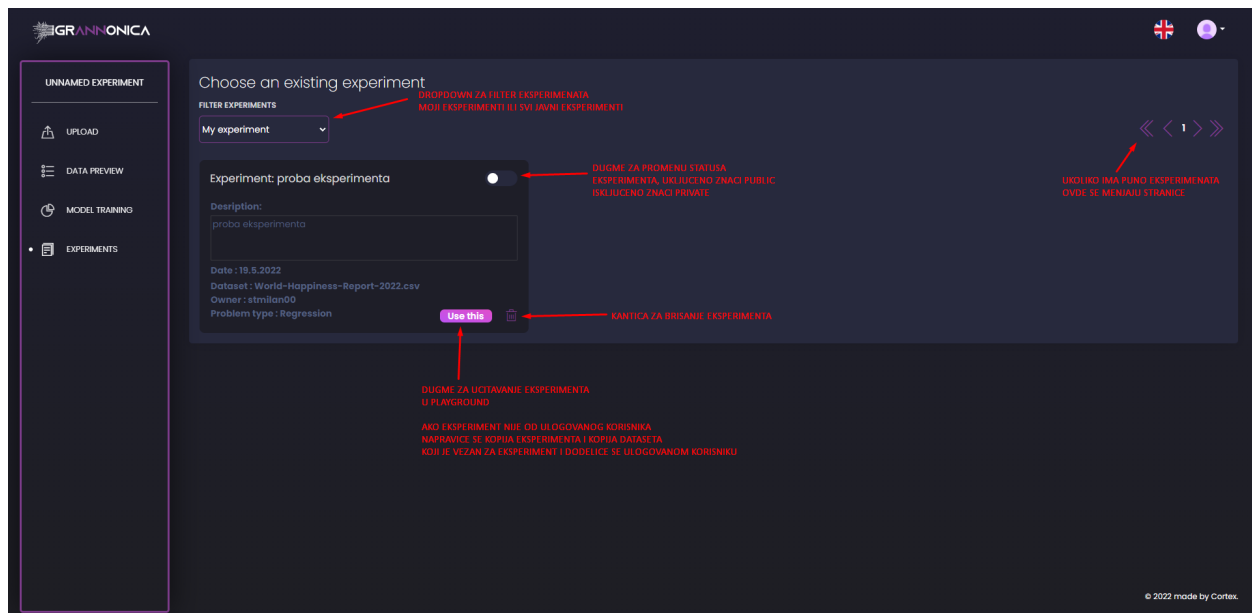 IGRANNONICA
UNNAMED EXPERIMENT
UPLOAD
DATA PREVIEW
MODEL TRAINING
EXPERIMENTS
Choose an existing experiment
FILTER EXPERIMENTS
My experiment
DROPDOWN ZA FILTER EKSPERIMENATA
MOJI EKSPERIMENTI ILI SVI JAVNI EKSPERIMENTI
1
UKOLIKO IMA PUNO EKSPERIMENATA
OVDE SE MENJAJU STRANICE
Experiment: proba eksperimenta
DUGME ZA PROMENU STATUSA
EKSPERIMENTA, UKLJUCENO ZNACI PUBLIC
ISKLJUCENO ZNACI PRIVATE
Desription:
proba eksperimenta
Date : 19.5.2022
Dataset : World-Happiness-Report-2022.csv
Owner : stmilan00
Problem type : Regression
Use this
KANTICA ZA BRISANJE EKSPERIMENTA
DUGME ZA UCITAVANJE EKSPERIMENTA
U PLAYGROUND
AKO EKSPERIMENT NIJE OD ULOGOVANOG KORISNIKA
NAPRAVICE SE KOPIJA EKSPERIMENTA I KOPIJA DATASETA
KOJI JE VEZAN ZA EKSPERIMENT I DODELICE SE ULOGOVANOM KORISNIKU
© 2022 made by Cortex.